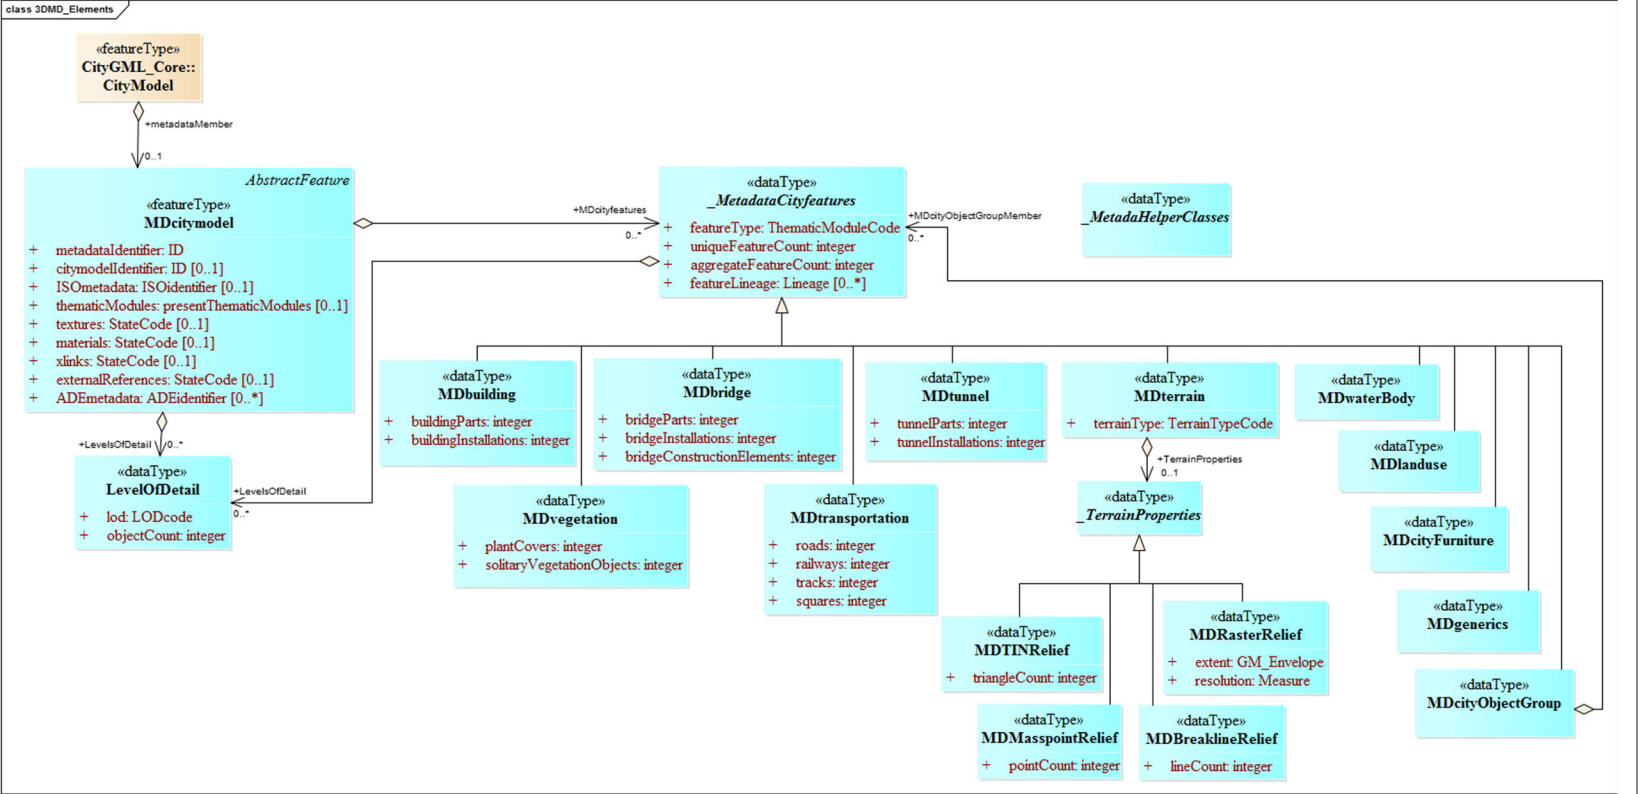 class 3DMD_Elements
«featureType»
CityGML_Core::
CityModel
+metadataMember
0..1
AbstractFeature
«featureType»
MDcitymodel
+ metadataIdentifier: ID
+ citymodelIdentifier: ID [0..1]
+ ISOmetadata: ISOidentifier [0..1]
+ thematicModules: presentThematicModules [0..1]
+ textures: StateCode [0..1]
+ materials: StateCode [0..1]
+ xlinks: StateCode [0..1]
+ externalReferences: StateCode [0..1]
+ ADEmetadata: ADEidentifier [0..*]
+MDcityfeatures
0..*
«dataType»
_MetadataCityfeatures
+ featureType: ThematicModuleCode
+ uniqueFeatureCount: integer
+ aggregateFeatureCount: integer
+ featureLineage: Lineage [0..*]
+MDcityObjectGroupMember
0..*
«dataType»
_MetadaHelperClasses
+LevelsOfDetail
0..*
«dataType»
LevelOfDetail
+ lod: LODcode
+ objectCount: integer
+LevelsOfDetail
0..*
«dataType»
MDbuilding
+ buildingParts: integer
+ buildingInstallations: integer
«dataType»
MDbridge
+ bridgeParts: integer
+ bridgeInstallations: integer
+ bridgeConstructionElements: integer
«dataType»
MDtunnel
+ tunnelParts: integer
+ tunnelInstallations: integer
«dataType»
MDterrain
+ terrainType: TerrainTypeCode
+TerrainProperties
0..1
«dataType»
MDwaterBody
«dataType»
MDlanduse
«dataType»
MDvegetation
+ plantCovers: integer
+ solitaryVegetationObjects: integer
«dataType»
MDtransportation
+ roads: integer
+ railways: integer
+ tracks: integer
+ squares: integer
«dataType»
_TerrainProperties
«dataType»
MDcityFurniture
«dataType»
MDgenerics
«dataType»
MDTINRelief
+ triangleCount: integer
«dataType»
MDRasterRelief
+ extent: GM_Envelope
+ resolution: Measure
«dataType»
MDcityObjectGroup
«dataType»
MDMasspointRelief
+ pointCount: integer
«dataType»
MDBreaklineRelief
+ lineCount: integer